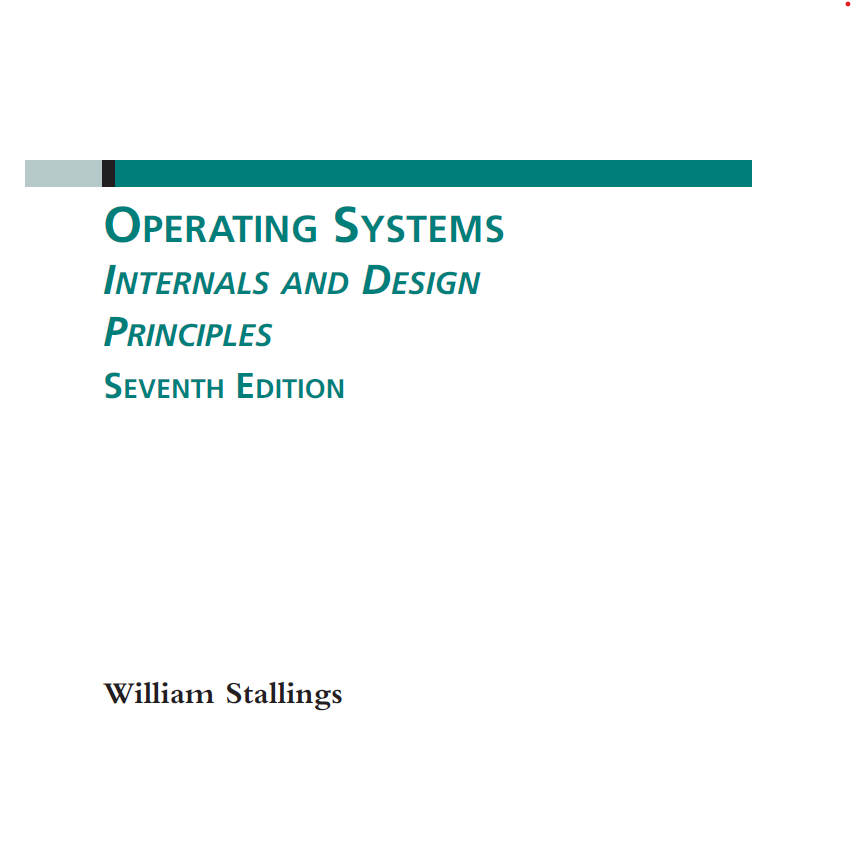 OPERATING SYSTEMS
INTERNALS AND DESIGN
PRINCIPLES
SEVENTH EDITION
William Stallings